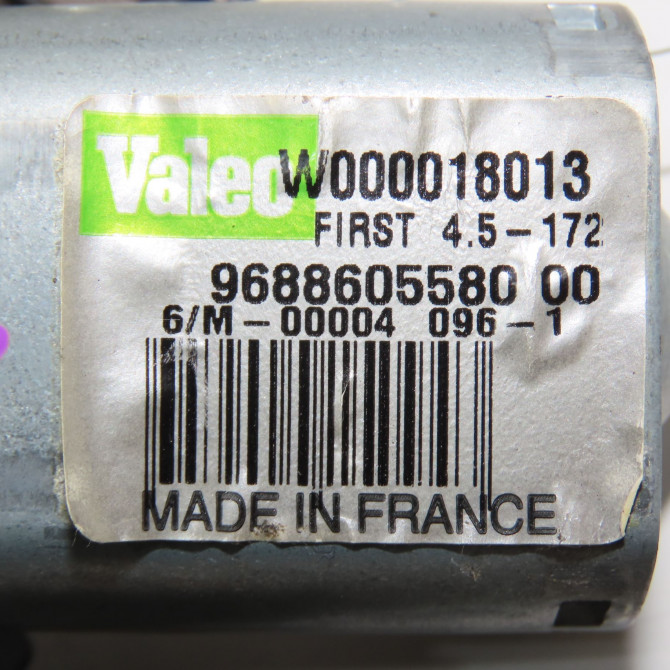 Valeo W000018013
FIRST 4.5-172
9688605580 00
6/M-00004 096-1
MADE IN FRANCE